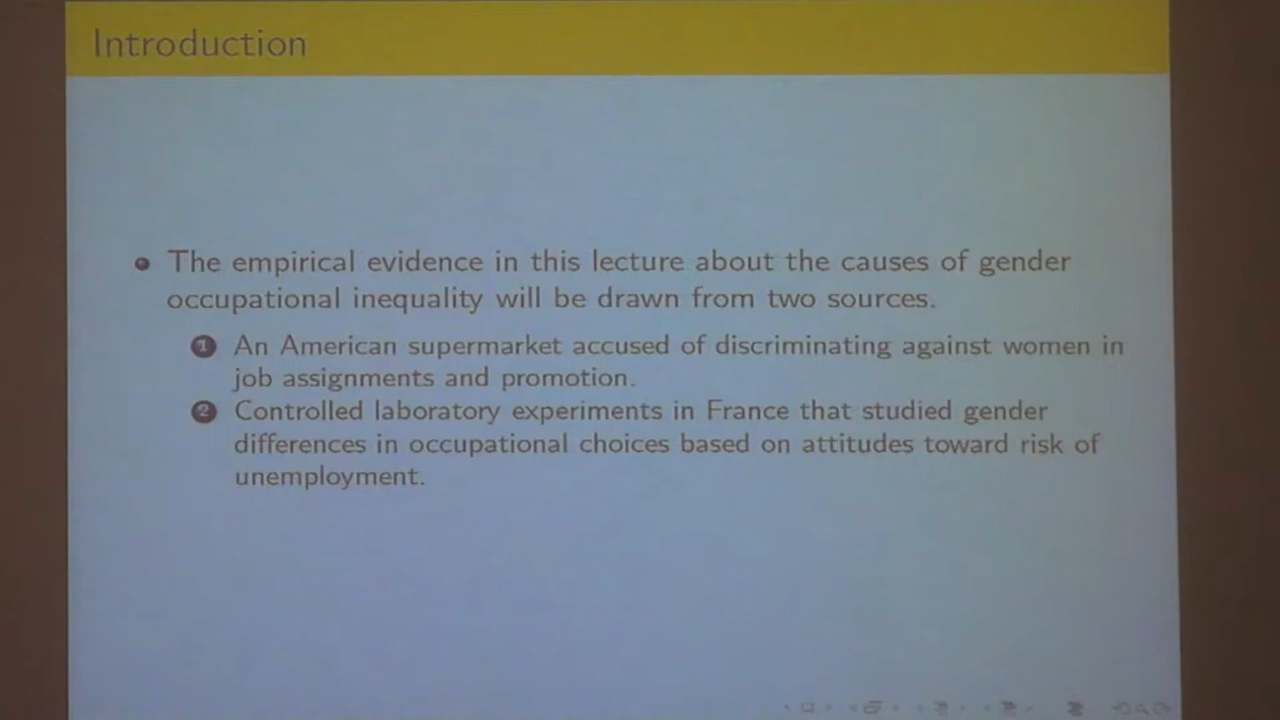 Introduction
The empirical evidence in this lecture about the causes of gender
occupational inequality will be drawn from two sources.
1 An American supermarket accused of discriminating against women in
job assignments and promotion.
2 Controlled laboratory experiments in France that studied gender
differences in occupational choices based on attitudes toward risk of
unemployment.